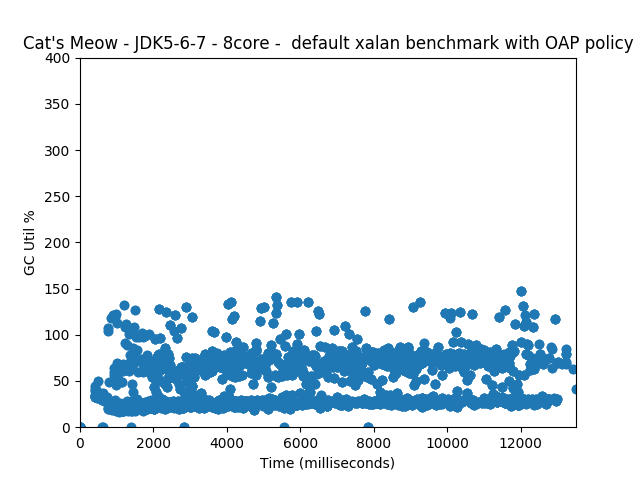 Cat's Meow - JDK5-6-7 - 8core -  default xalan benchmark with OAP policy
400
350
300
250
200
150
100
50
0
GC Util %
0 2000 4000 6000 8000 10000 12000
Time (milliseconds)